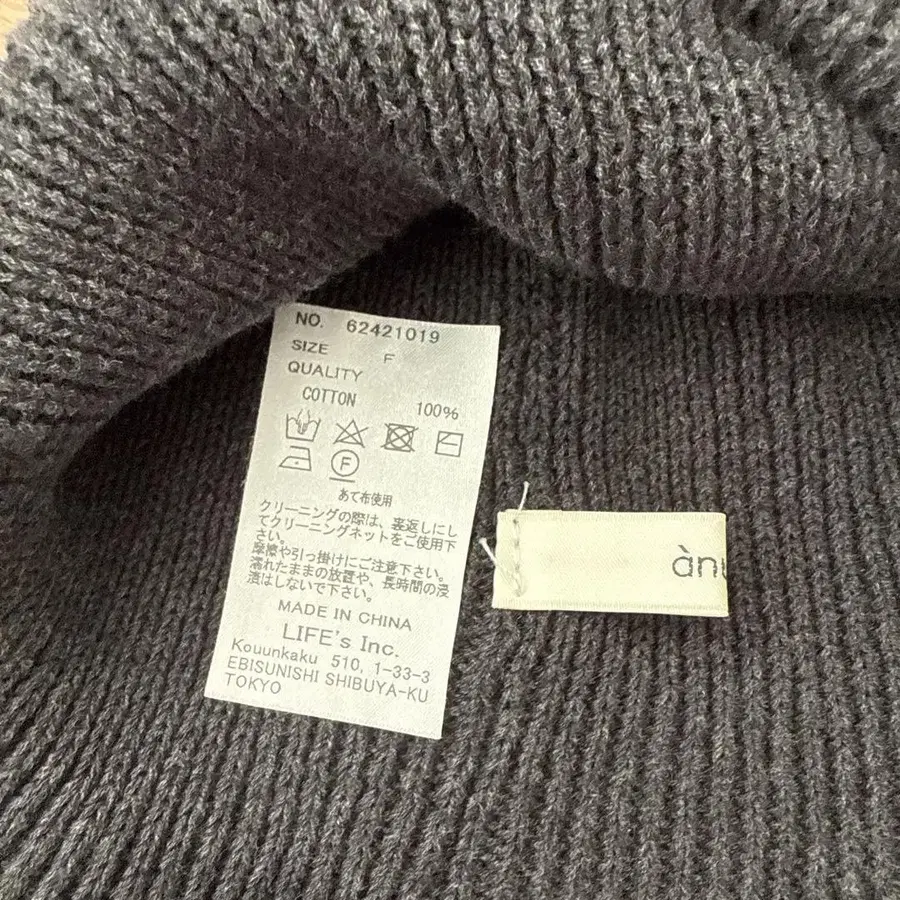 NO. 62421019
SIZE F
QUALITY
COTTON 100%
F
あて布使用
クリーニングの際は、裏返しにし
てクリーニングネットをご使用下
さい。
摩擦や引っ掛けにご注意下さい。
濡れたままの放置や、長時間の浸
漬はしないで下さい。
MADE IN CHINA
LIFE's Inc.
Kouunkaku 510, 1-33-3
EBISUNISHI SHIBUYA-KU
TOKYO
ànu